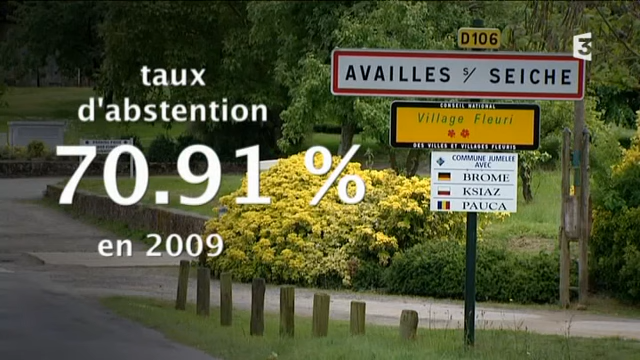 taux
d'abstention
70.91 %
en 2009
D106
3
AVAILLES s/ SEICHE
CONSEIL NATIONAL
Village Fleuri
DES VILLES ET VILLAGES FLEURIS
COMMUNE JUMELEE
AVEC
BROME
KSIAZ
PAUCA